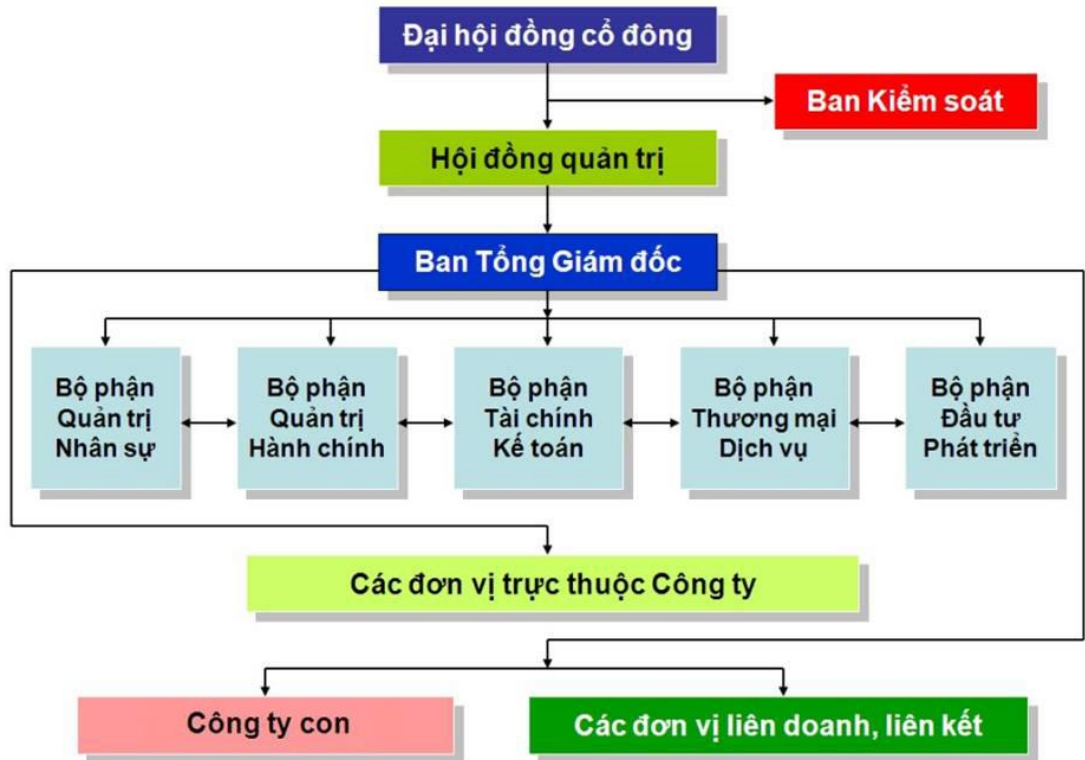 Đại hội đồng cổ đông
Ban Kiểm soát
Hội đồng quản trị
Ban Tổng Giám đốc
Bộ phận
Quản trị
Nhân sự
Bộ phận
Quản trị
Hành chính
Bộ phận
Tài chính
Kế toán
Bộ phận
Thương mại
Dịch vụ
Bộ phận
Đầu tư
Phát triển
Các đơn vị trực thuộc Công ty
Công ty con
Các đơn vị liên doanh, liên kết